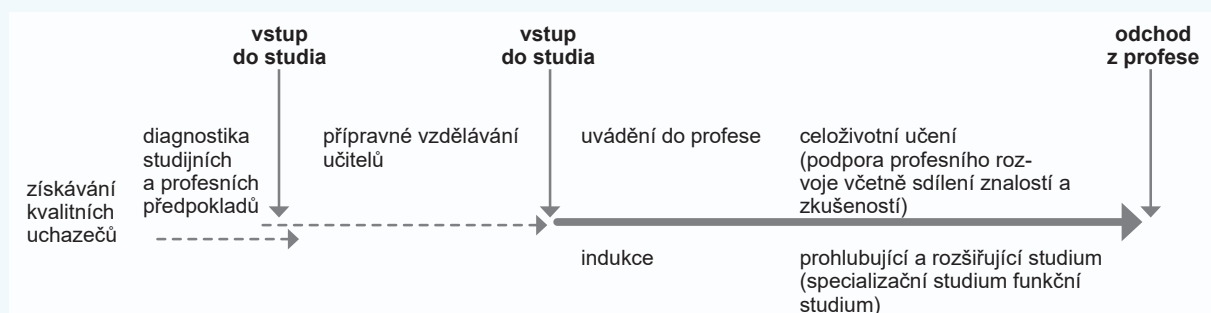 vstup
do studia
vstup
do studia
odchod
z profese
získávání
kvalitních
uchazečů
diagnostika
studijních
a profesních
předpokladů
přípravné vzdělávání
učitelů
uvádění do profese
celoživotní učení
(podpora profesního roz-
voje včetně sdílení znalostí a
zkušeností)
indukce
prohlubující a rozšiřující studium
(specializační studium funkční
studium)